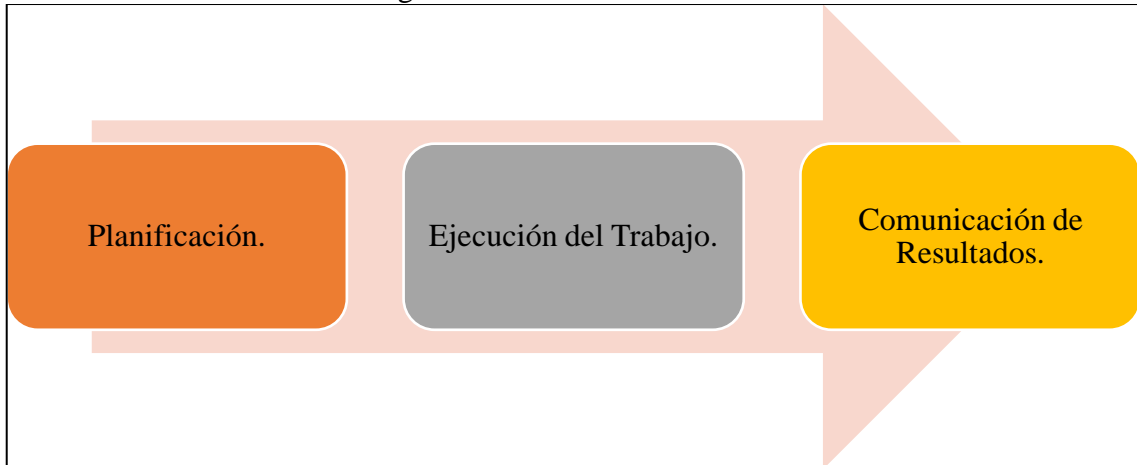 Planificación.
Ejecución del Trabajo.
Comunicación de
Resultados.